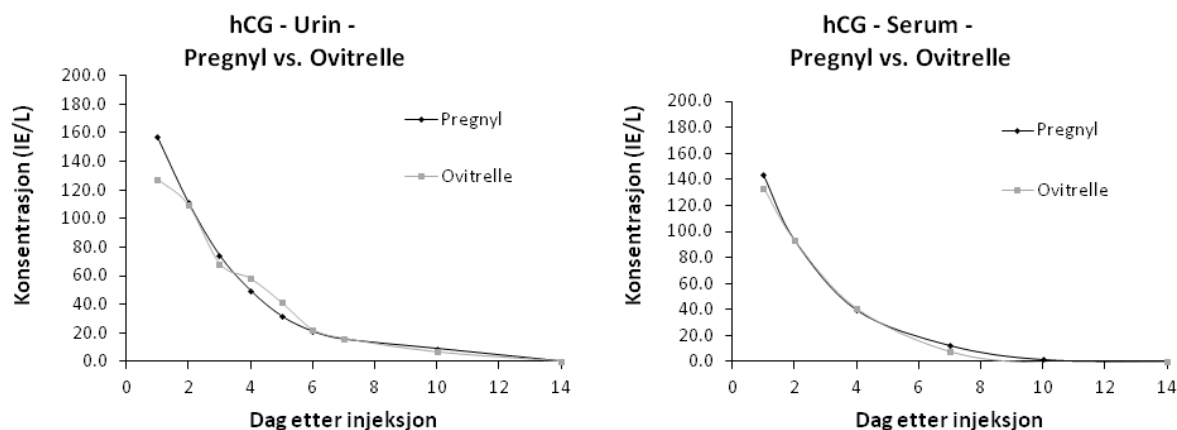 hCG - Urin -
Pregnyl vs. Ovitrelle
Konsentrasjon (IE/L)
200.0
180.0
160.0
140.0
120.0
100.0
80.0
60.0
40.0
20.0
0.0
Pregnyl
Ovitrelle
0 2 4 6 8 10 12 14
Dag etter injeksjon
hCG - Serum -
Pregnyl vs. Ovitrelle
Konsentrasjon (IE/L)
200.0
180.0
160.0
140.0
120.0
100.0
80.0
60.0
40.0
20.0
0.0
Pregnyl
Ovitrelle
0 2 4 6 8 10 12 14
Dag etter injeksjon